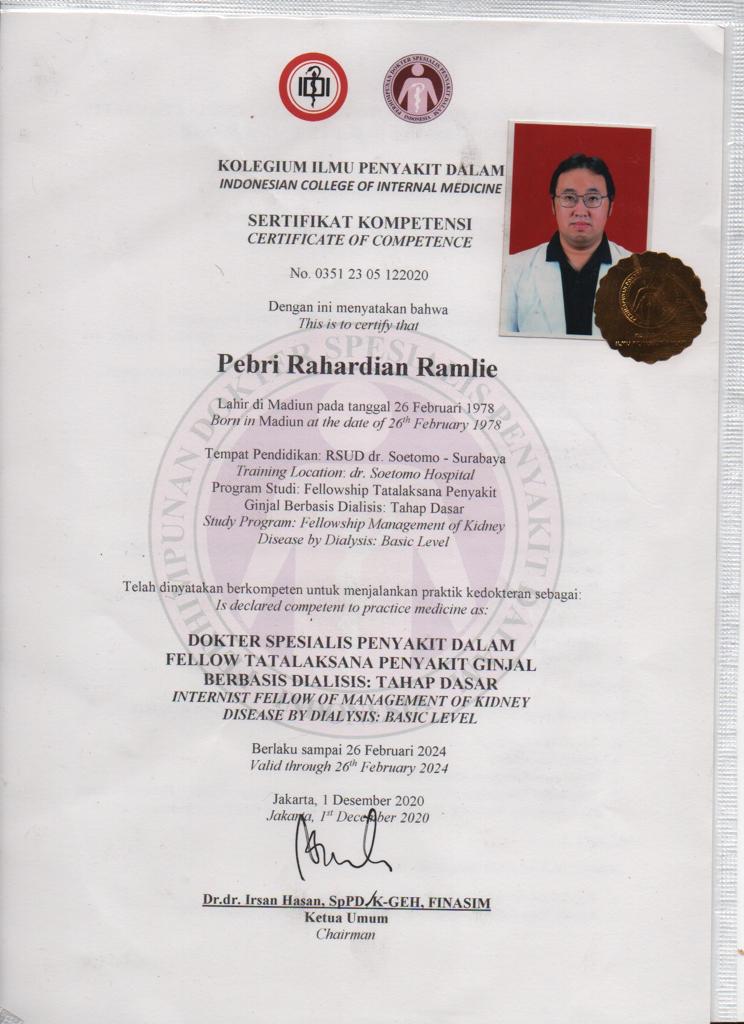 PERHIMPUNAN DOKTER SPESIALIS PENYAKIT DALAM
INDONESIA
KOLEGIUM ILMU PENYAKIT DALAM
INDONESIAN COLLEGE OF INTERNAL MEDICINE
SERTIFIKAT KOMPETENSI
CERTIFICATE OF COMPETENCE
No. 0351 23 05 122020
Dengan ini menyatakan bahwa
This is to certify that
Pebri Rahardian Ramlie
Lahir di Madiun pada tanggal 26 Februari 1978
Born in Madiun at the date of 26th February 1978
Tempat Pendidikan: RSUD dr. Soetomo - Surabaya
Training Location: dr. Soetomo Hospital
Program Studi: Fellowship Tatalaksana Penyakit
Ginjal Berbasis Dialisis: Tahap Dasar
Study Program: Fellowship Management of Kidney
Disease by Dialysis: Basic Level
Telah dinyatakan berkompeten untuk menjalankan praktik kedokteran sebagai:
Is declared competent to practice medicine as:
DOKTER SPESIALIS PENYAKIT DALAM
FELLOW TATALAKSANA PENYAKIT GINJAL
BERBASIS DIALISIS: TAHAP DASAR
INTERNIST FELLOW OF MANAGEMENT OF KIDNEY
DISEASE BY DIALYSIS: BASIC LEVEL
Berlaku sampai 26 Februari 2024
Valid through 26th February 2024
Jakarta, 1 Desember 2020
Jakarta, 1st December 2020
Dr.dr. Irsan Hasan, SpPD, K-GEH, FINASIM
Ketua Umum
Chairman